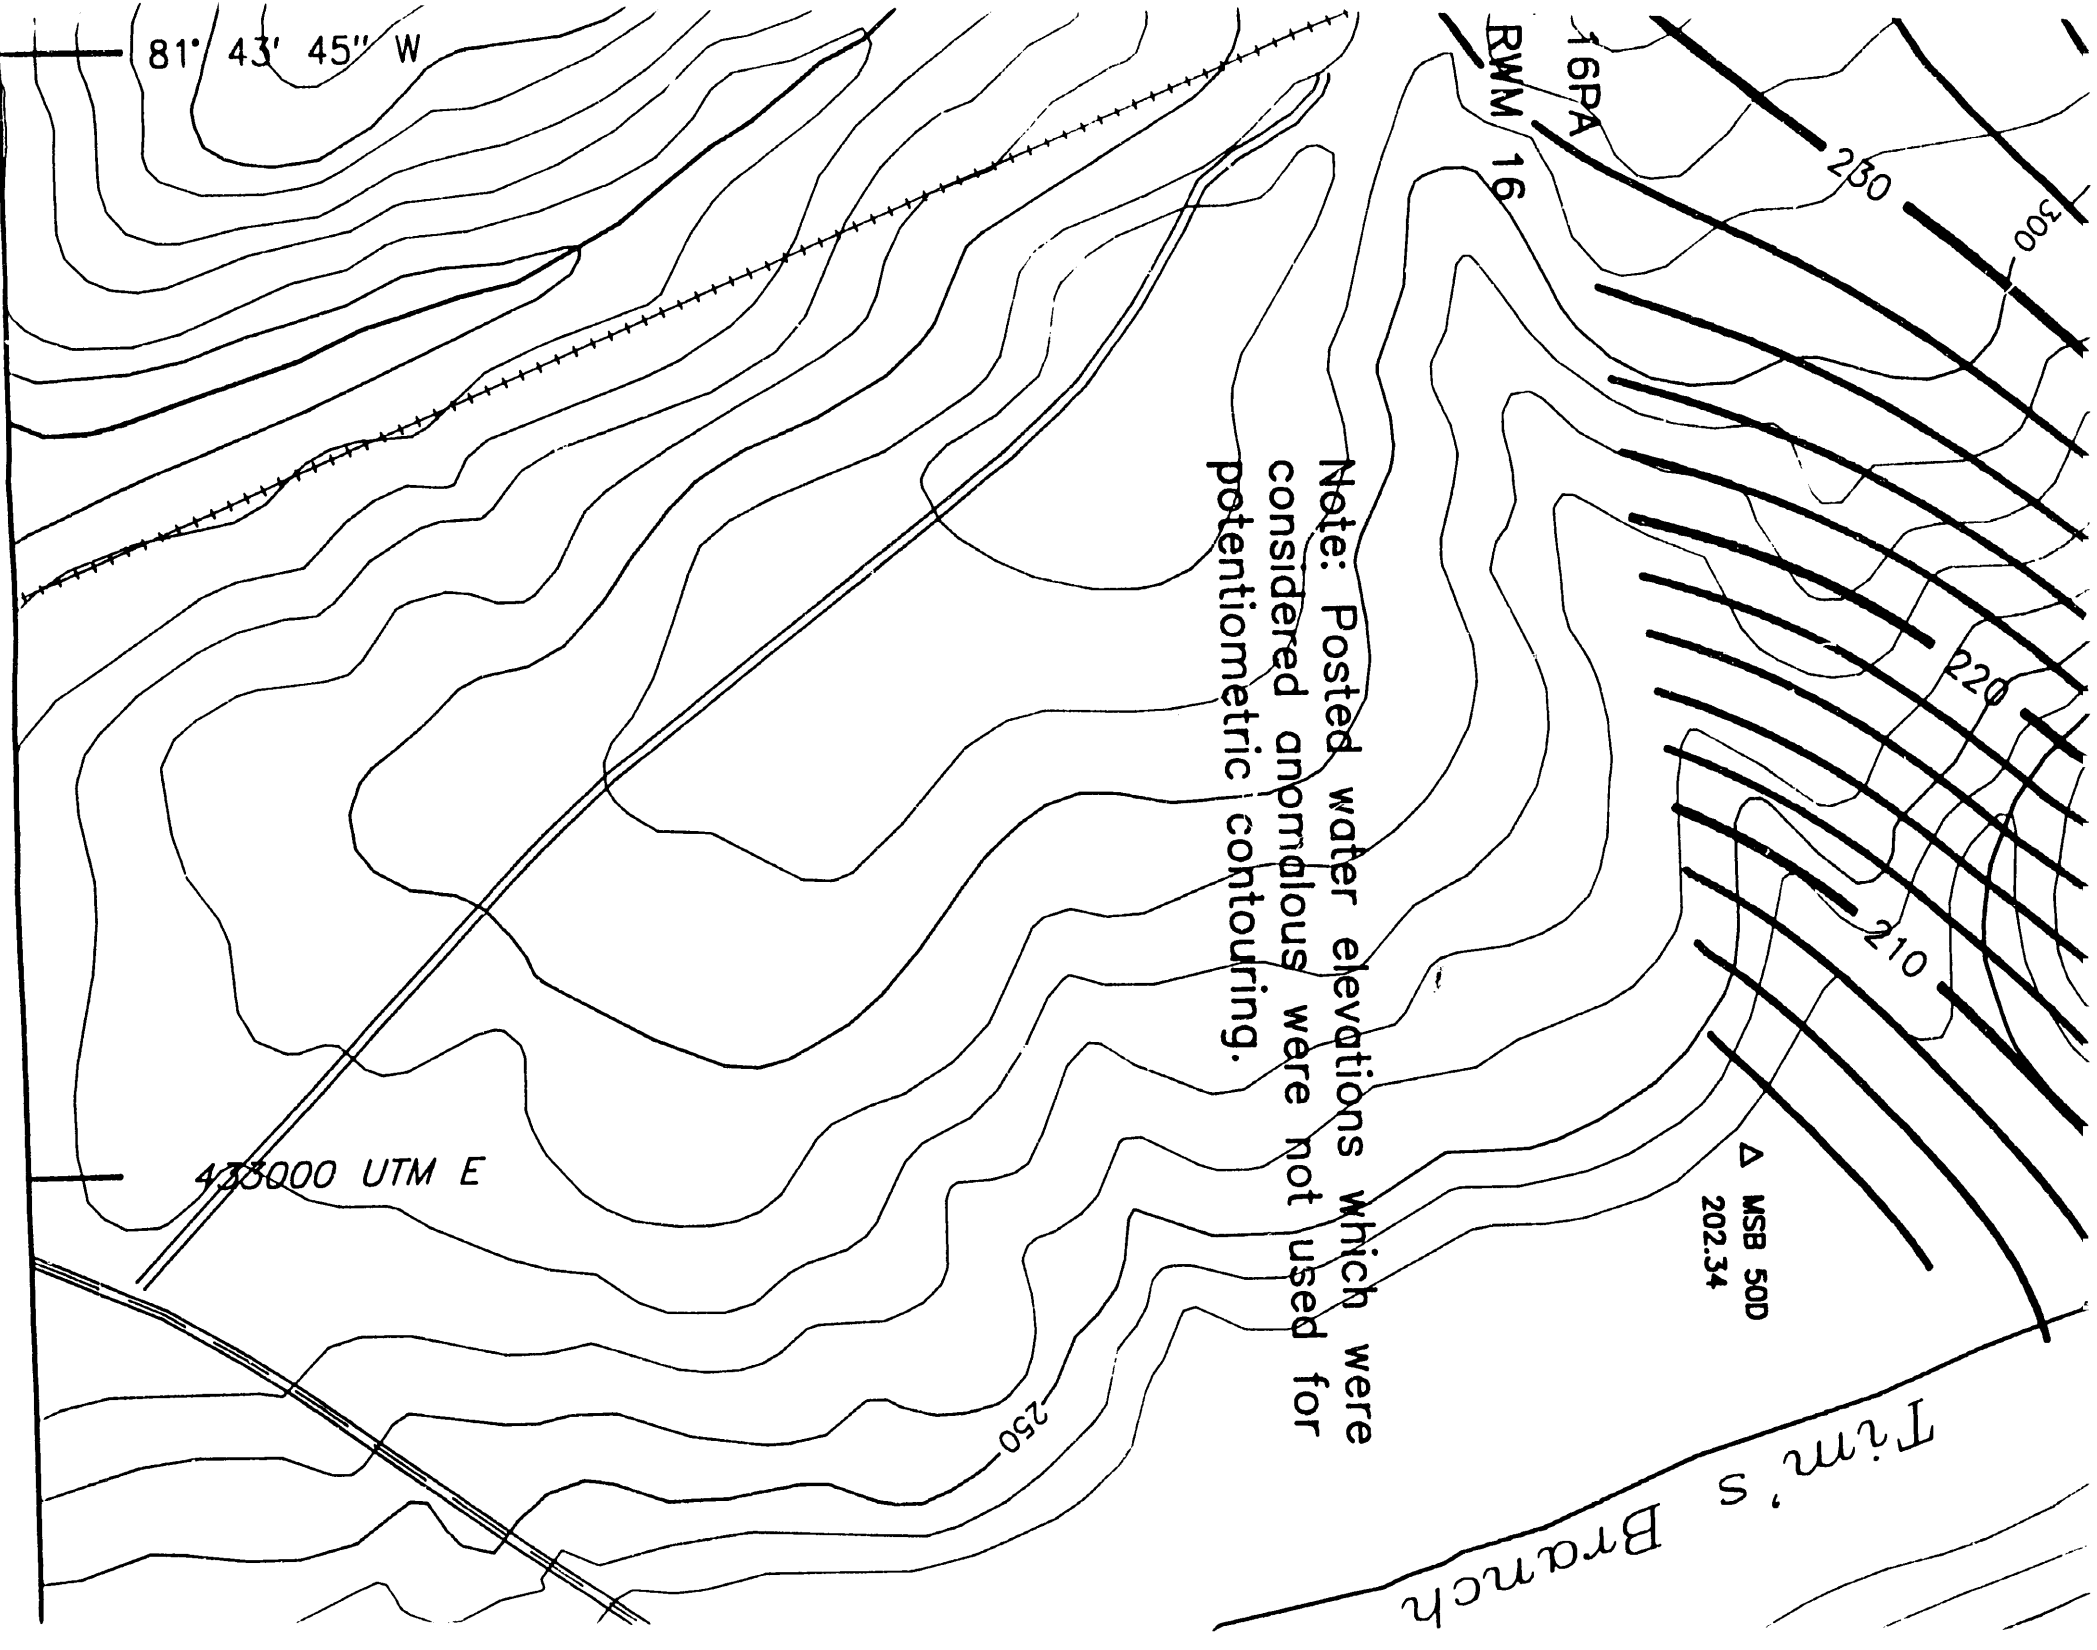 81° 43' 45" W
RWM 16
16PA
230
300
220
210
Note: Posted water elevations which were
considered anomalous were not used for
potentiometric contouring.
433000 UTM E
△ MSB 50D
202.34
250
Tim's Branch